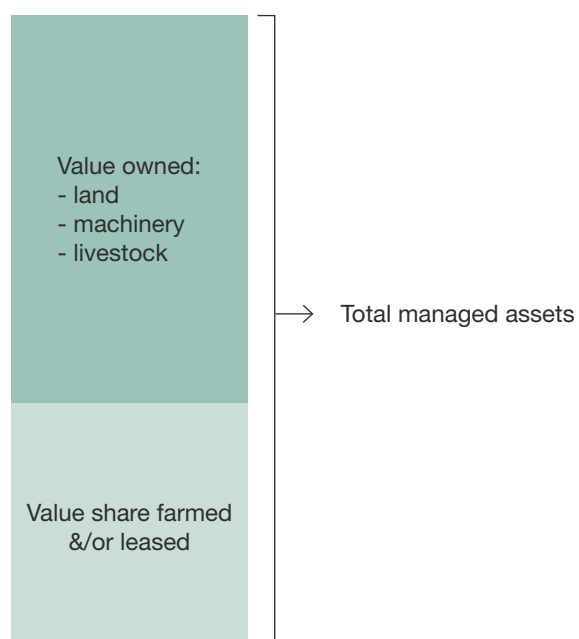 Value owned:
- land
- machinery
- livestock
Total managed assets
Value share farmed
&/or leased